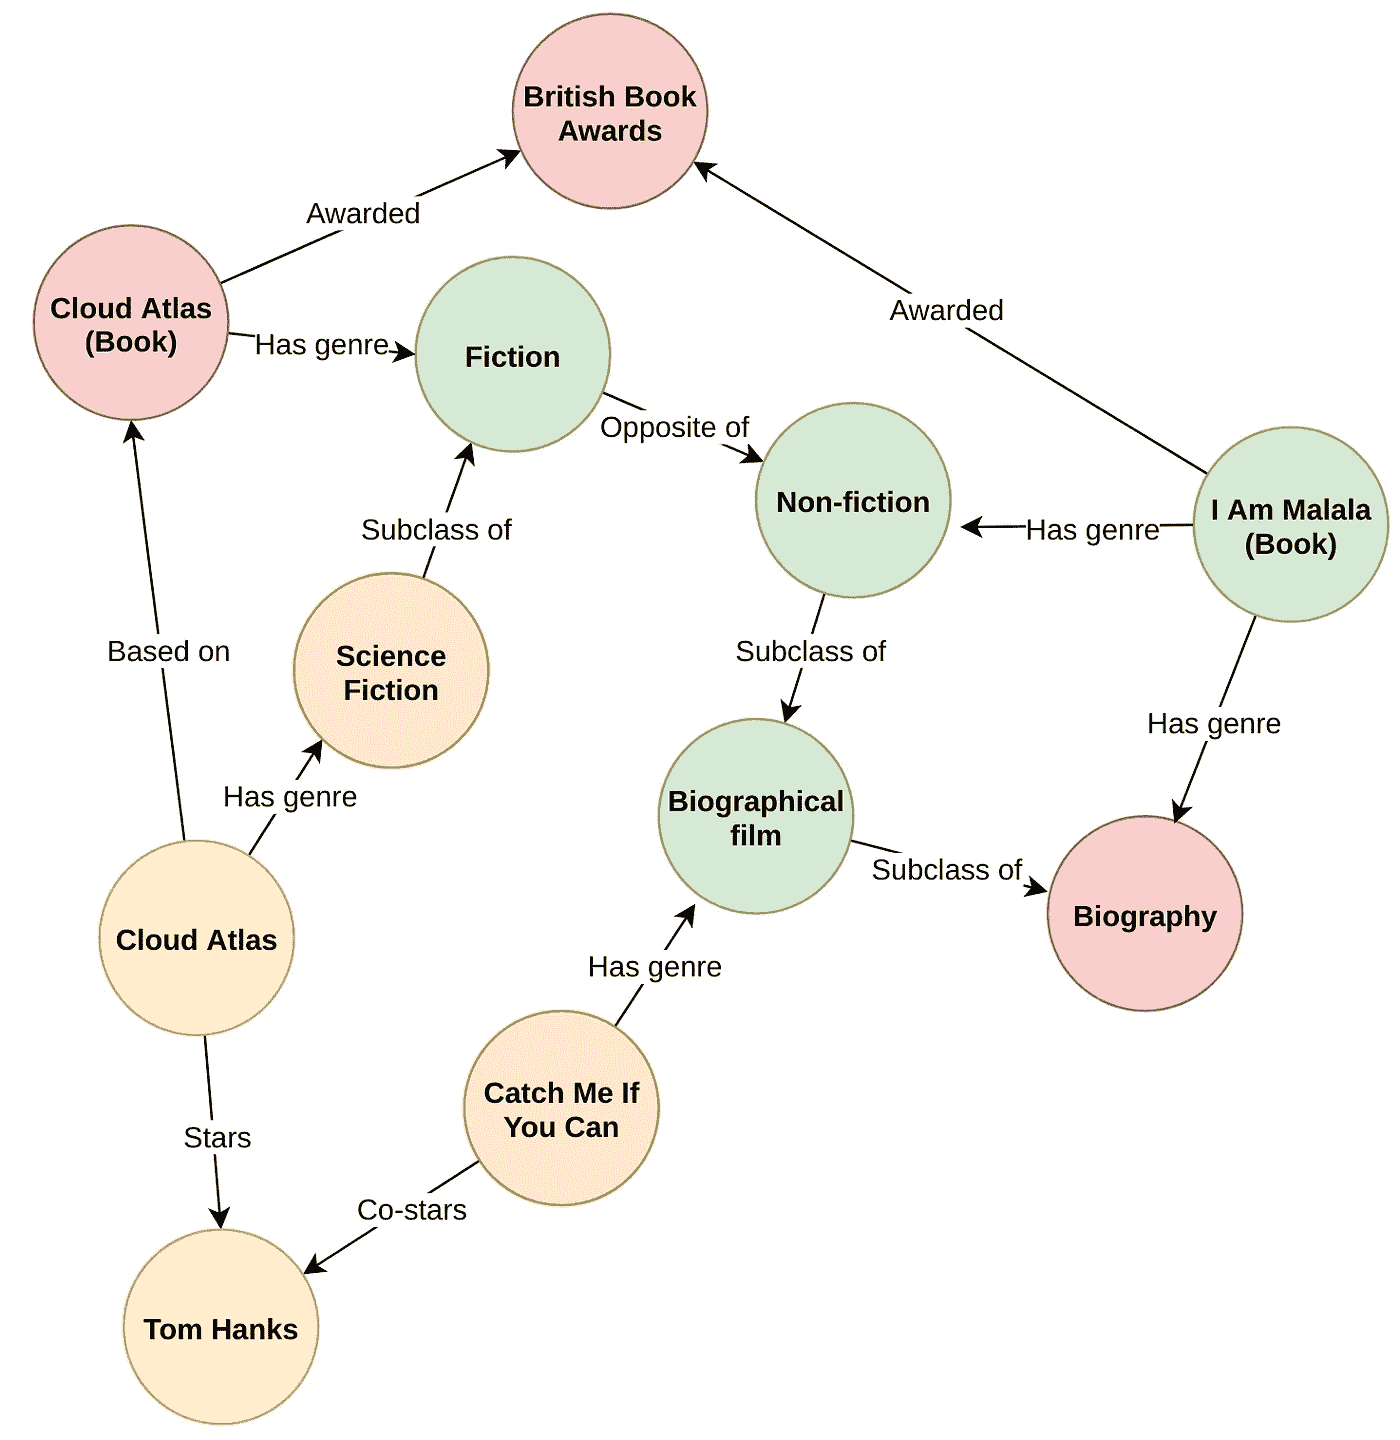 British Book
Awards
Awarded
Awarded
Cloud Atlas
(Book)
Has genre
Fiction
Opposite of
Non-fiction
Has genre
I Am Malala
(Book)
Subclass of
Based on
Science
Fiction
Subclass of
Has genre
Has genre
Biographical
film
Subclass of
Biography
Cloud Atlas
Has genre
Catch Me If
You Can
Stars
Co-stars
Tom Hanks